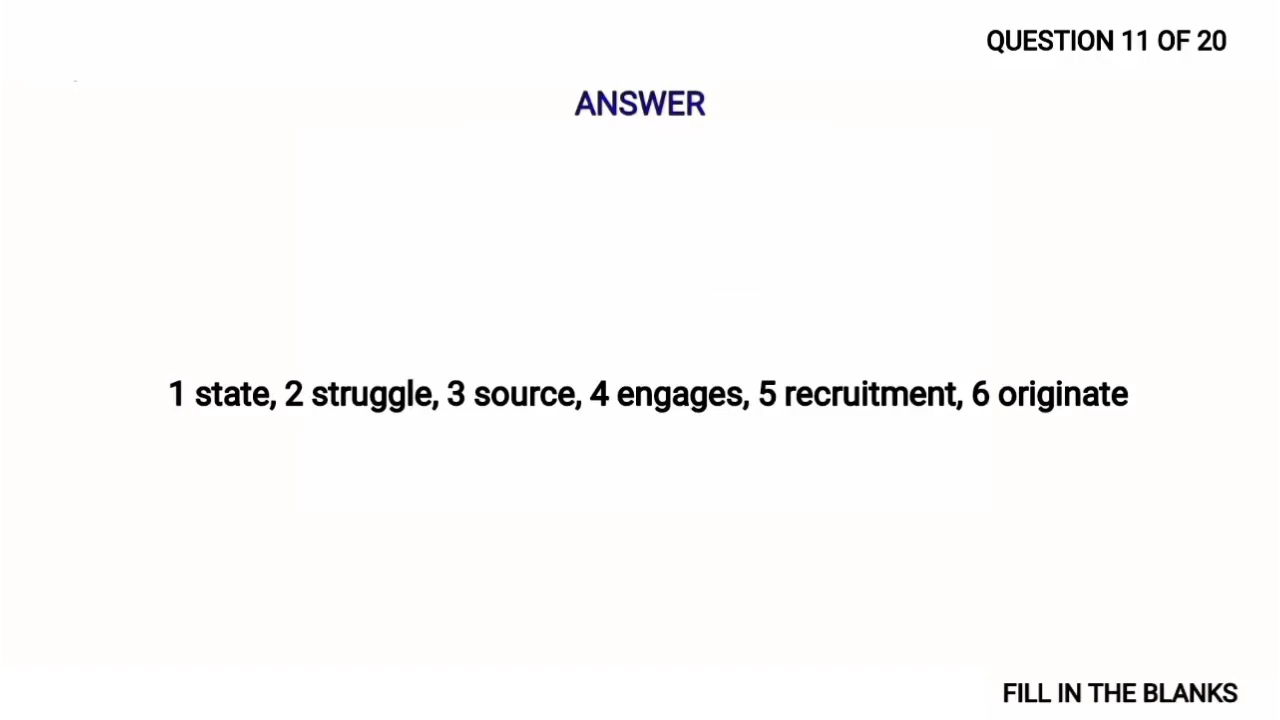 QUESTION 11 OF 20
ANSWER
1 state, 2 struggle, 3 source, 4 engages, 5 recruitment, 6 originate
FILL IN THE BLANKS